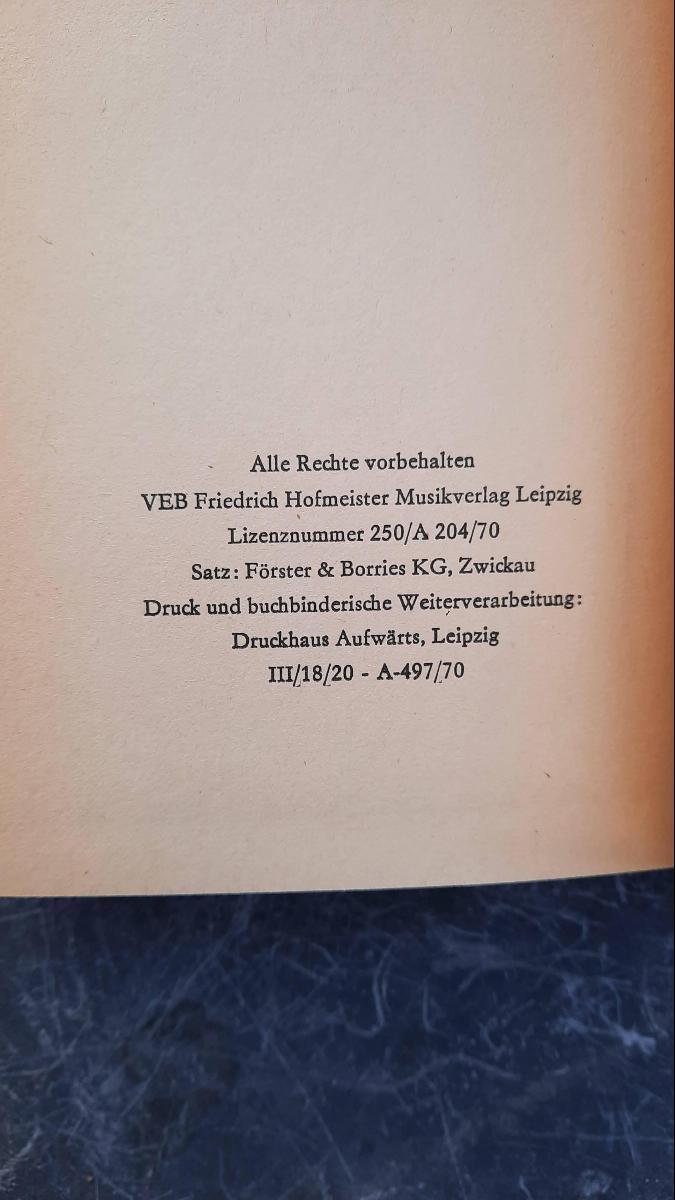 Alle Rechte vorbehalten
VEB Friedrich Hofmeister Musikverlag Leipzig
Lizenznummer 250/A 204/70
Satz: Förster & Borries KG, Zwickau
Druck und buchbinderische Weiterverarbeitung:
Druckhaus Aufwärts, Leipzig
III/18/20 - A-497/70